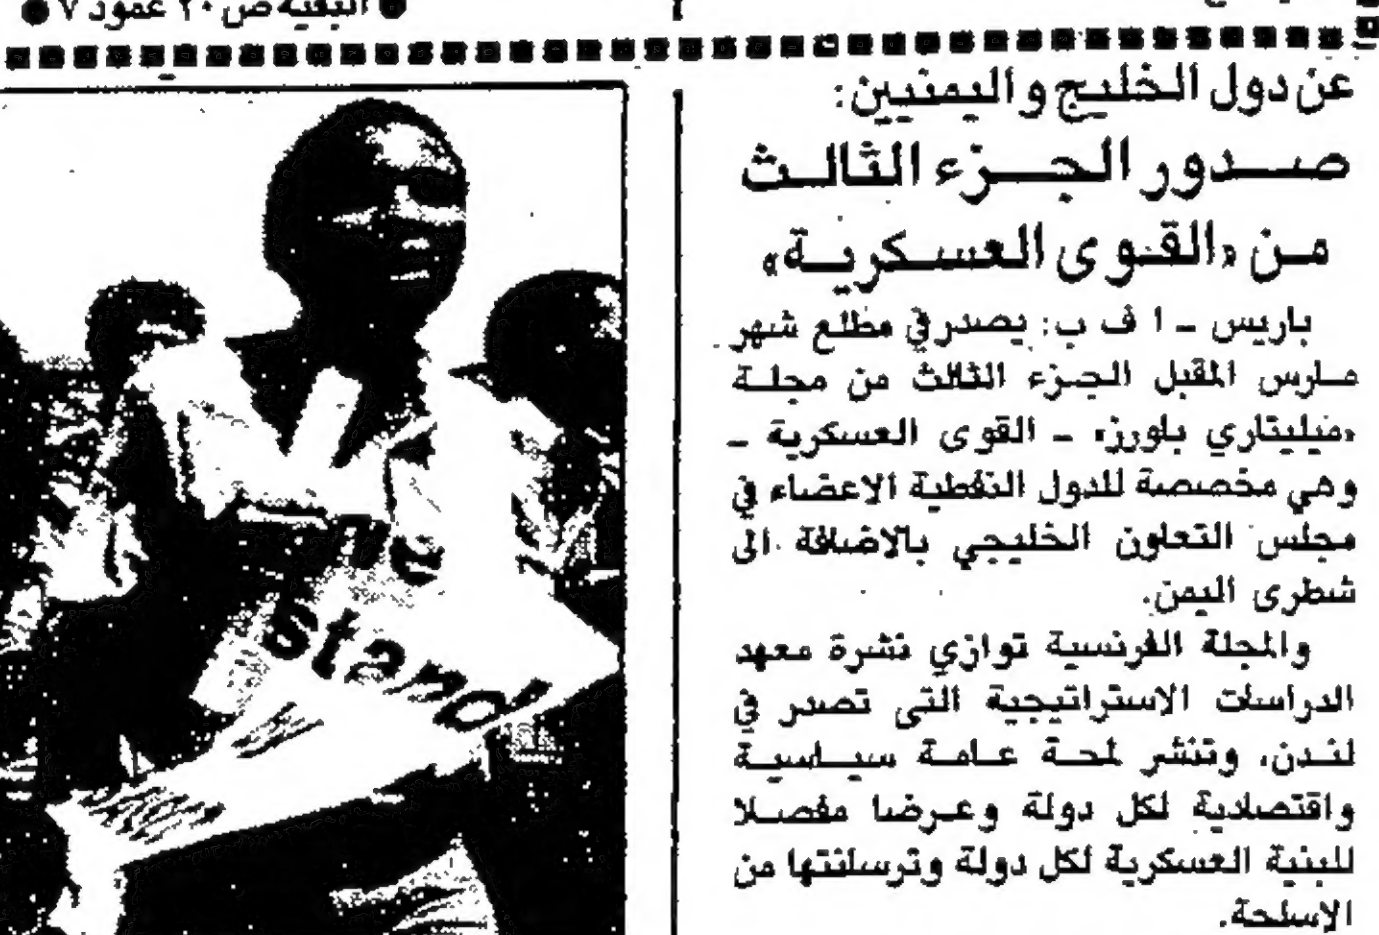 البقية ص ٢٠ عمود ٧
عن دول الخليج واليمنيين:
صدور الجزء الثالث
من «القوى العسكرية»
باريس - ا ف ب: يصدر في مطلع شهر
مارس المقبل الجزء الثالث من مجلة
«ميليتاري باورز» - القوى العسكرية -
وهي مخصصة للدول النفطية الاعضاء في
مجلس التعاون الخليجي بالاضافة الى
شطرى اليمن.
والمجلة الفرنسية توازي نشرة معهد
الدراسات الاستراتيجية التى تصدر في
لندن، وتنشر لمحة عامة سياسية
واقتصادية لكل دولة وعرضا مفصلا
للبنية العسكرية لكل دولة وترسانتها من
الاسلحة.
stand